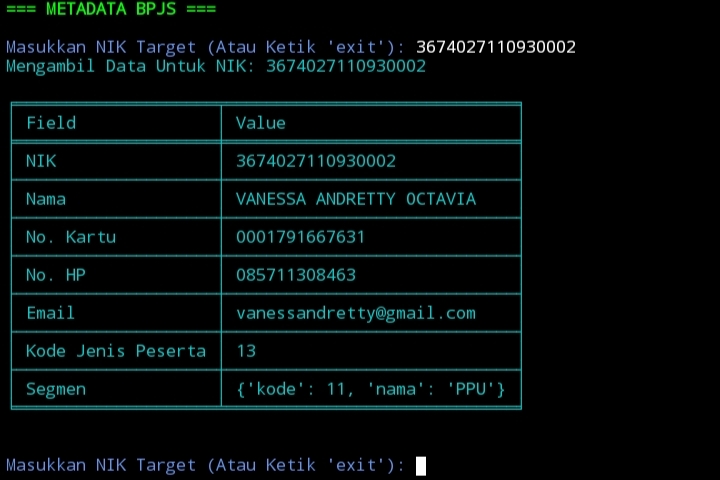 === METADATA BPJS ===
Masukkan NIK Target (Atau Ketik 'exit'): 3674027110930002
Mengambil Data Untuk NIK: 3674027110930002
Field Value
NIK 3674027110930002
Nama VANESSA ANDRETTY OCTAVIA
No. Kartu 0001791667631
No. HP 085711308463
Email vanessandretty@gmail.com
Kode Jenis Peserta 13
Segmen {'kode': 11, 'nama': 'PPU'}
Masukkan NIK Target (Atau Ketik 'exit'):